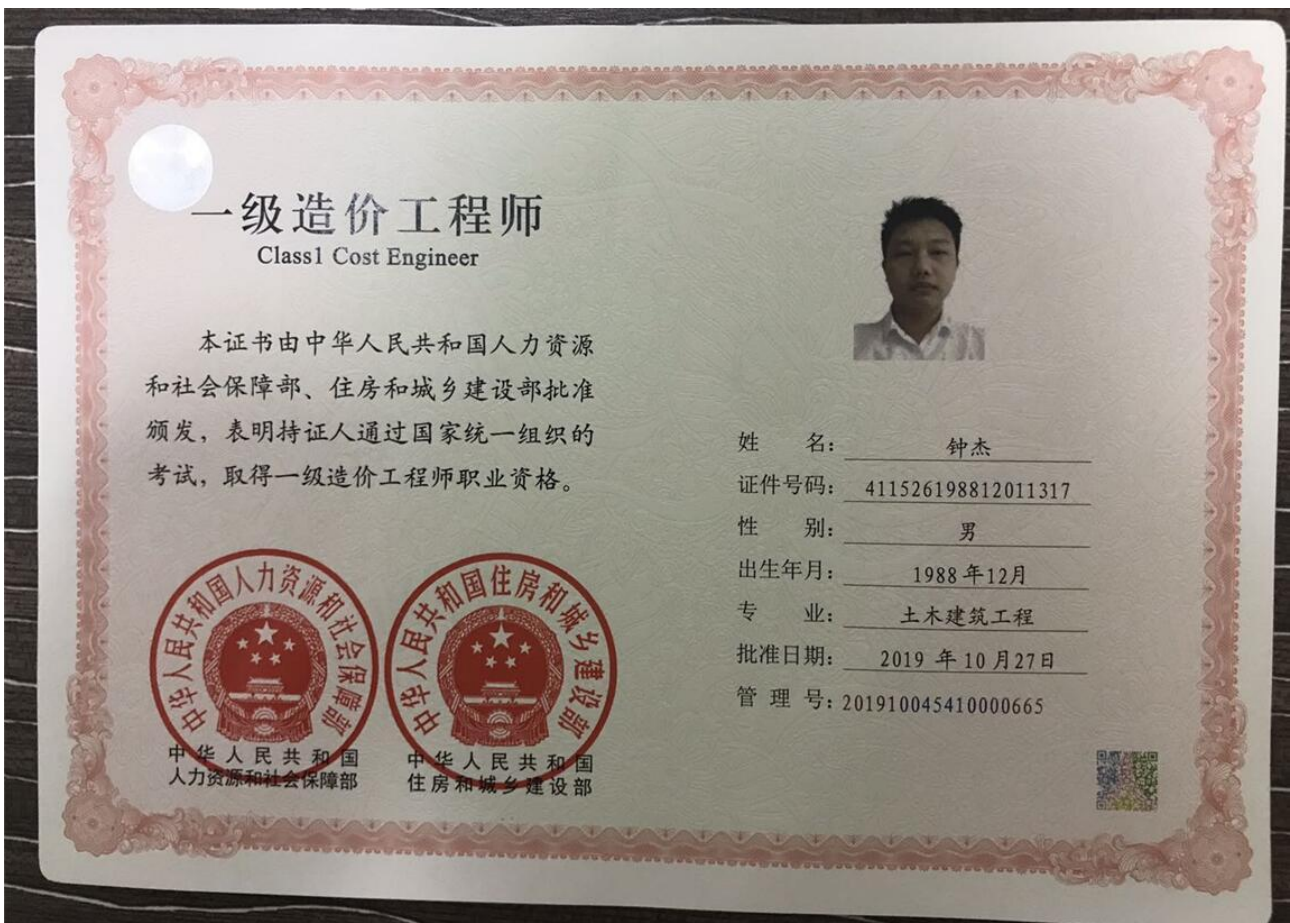 一级造价工程师
Class1 Cost Engineer
本证书由中华人民共和国人力资源
和社会保障部、住房和城乡建设部批准
颁发，表明持证人通过国家统一组织的
考试，取得一级造价工程师职业资格。
中华人民共和国人力资源和社会保障部
中华人民共和国
人力资源和社会保障部
中华人民共和国住房和城乡建设部
中华人民共和国
住房和城乡建设部
姓 名： 钟杰
证件号码： 411526198812011317
性 别： 男
出生年月： 1988年12月
专 业： 土木建筑工程
批准日期： 2019 年 10 月27日
管 理 号：201910045410000665